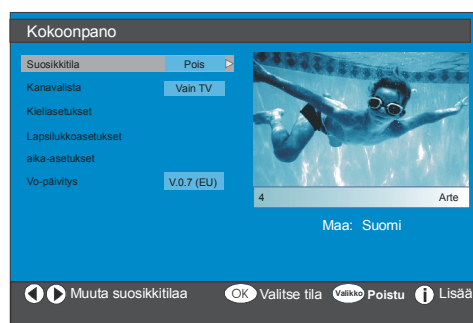 Kokoonpano
Suosikkitila Pois
Kanavalista Vain TV
Kieliasetukset
Lapsilukkoasetukset
aika-asetukset
Vo-päivitys V.0.7 (EU)
4 Arte
Maa: Suomi
Muuta suosikkitilaa OK Valitse tila Valikko Poistu i Lisää